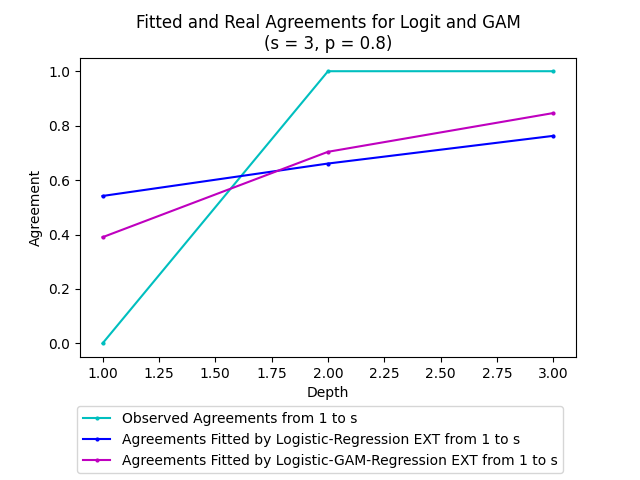 Fitted and Real Agreements for Logit and GAM
(s = 3, p = 0.8)
Agreement
1.0
0.8
0.6
0.4
0.2
0.0
1.00 1.25 1.50 1.75 2.00 2.25 2.50 2.75 3.00
Depth
Observed Agreements from 1 to s
Agreements Fitted by Logistic-Regression EXT from 1 to s
Agreements Fitted by Logistic-GAM-Regression EXT from 1 to s